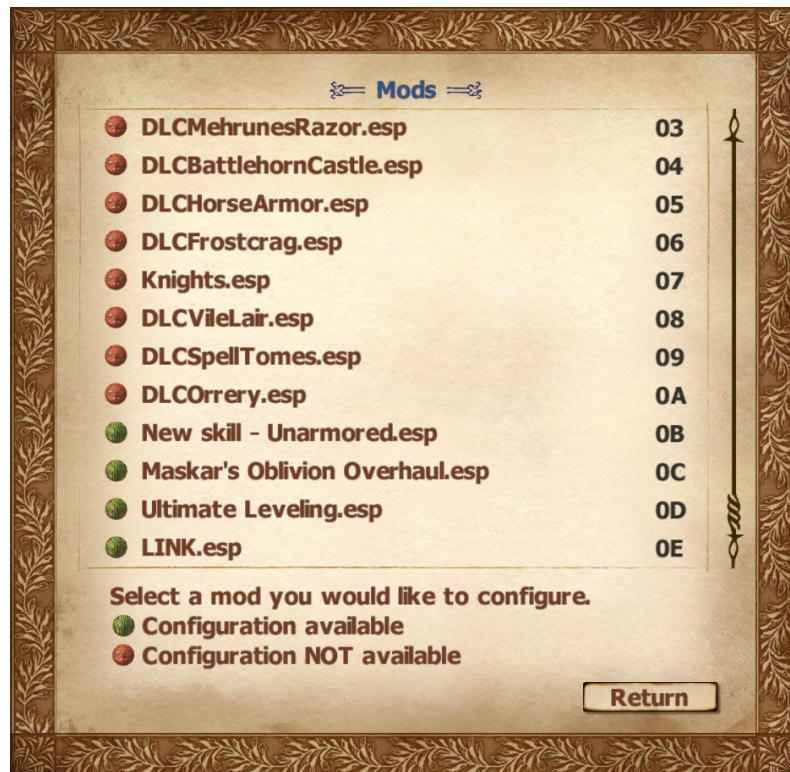 Mods
DLCMehrunesRazor.esp 03
DLCBattlehornCastle.esp 04
DLCHorseArmor.esp 05
DLCFrostcrag.esp 06
Knights.esp 07
DLCVileLair.esp 08
DLCSpellTomes.esp 09
DLCOrrery.esp 0A
New skill - Unarmored.esp 0B
Maskar's Oblivion Overhaul.esp 0C
Ultimate Leveling.esp 0D
LINK.esp 0E
Select a mod you would like to configure.
Configuration available
Configuration NOT available
Return